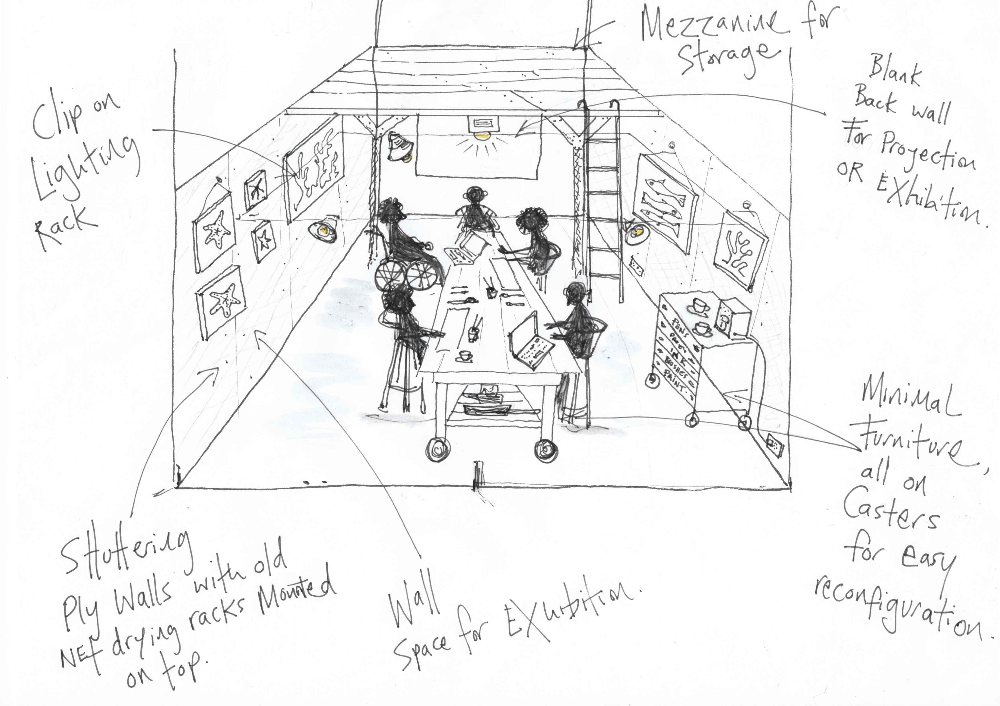 Mezzanine for
Storage
Blank
Back wall
For Proyection
OR EXhibition.
Clip on
Lighting
Rack
PENS
INK
BRUSHES
PAINT.
Minimal
Furniture,
all on
Casters
for easy
reconfiguration.
SHuttering
Ply Walls with old
NEt drying racks Mounted
on top.
Wall
Space for EXhibition.